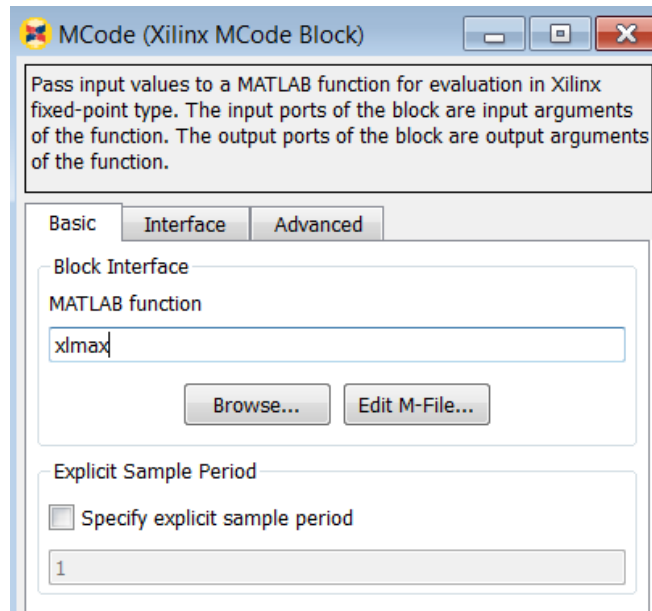 MCode (Xilinx MCode Block)
Pass input values to a MATLAB function for evaluation in Xilinx
fixed-point type. The input ports of the block are input arguments
of the function. The output ports of the block are output arguments
of the function.
Basic Interface Advanced
Block Interface
MATLAB function
xlmax
Browse... Edit M-File...
Explicit Sample Period
Specify explicit sample period
1